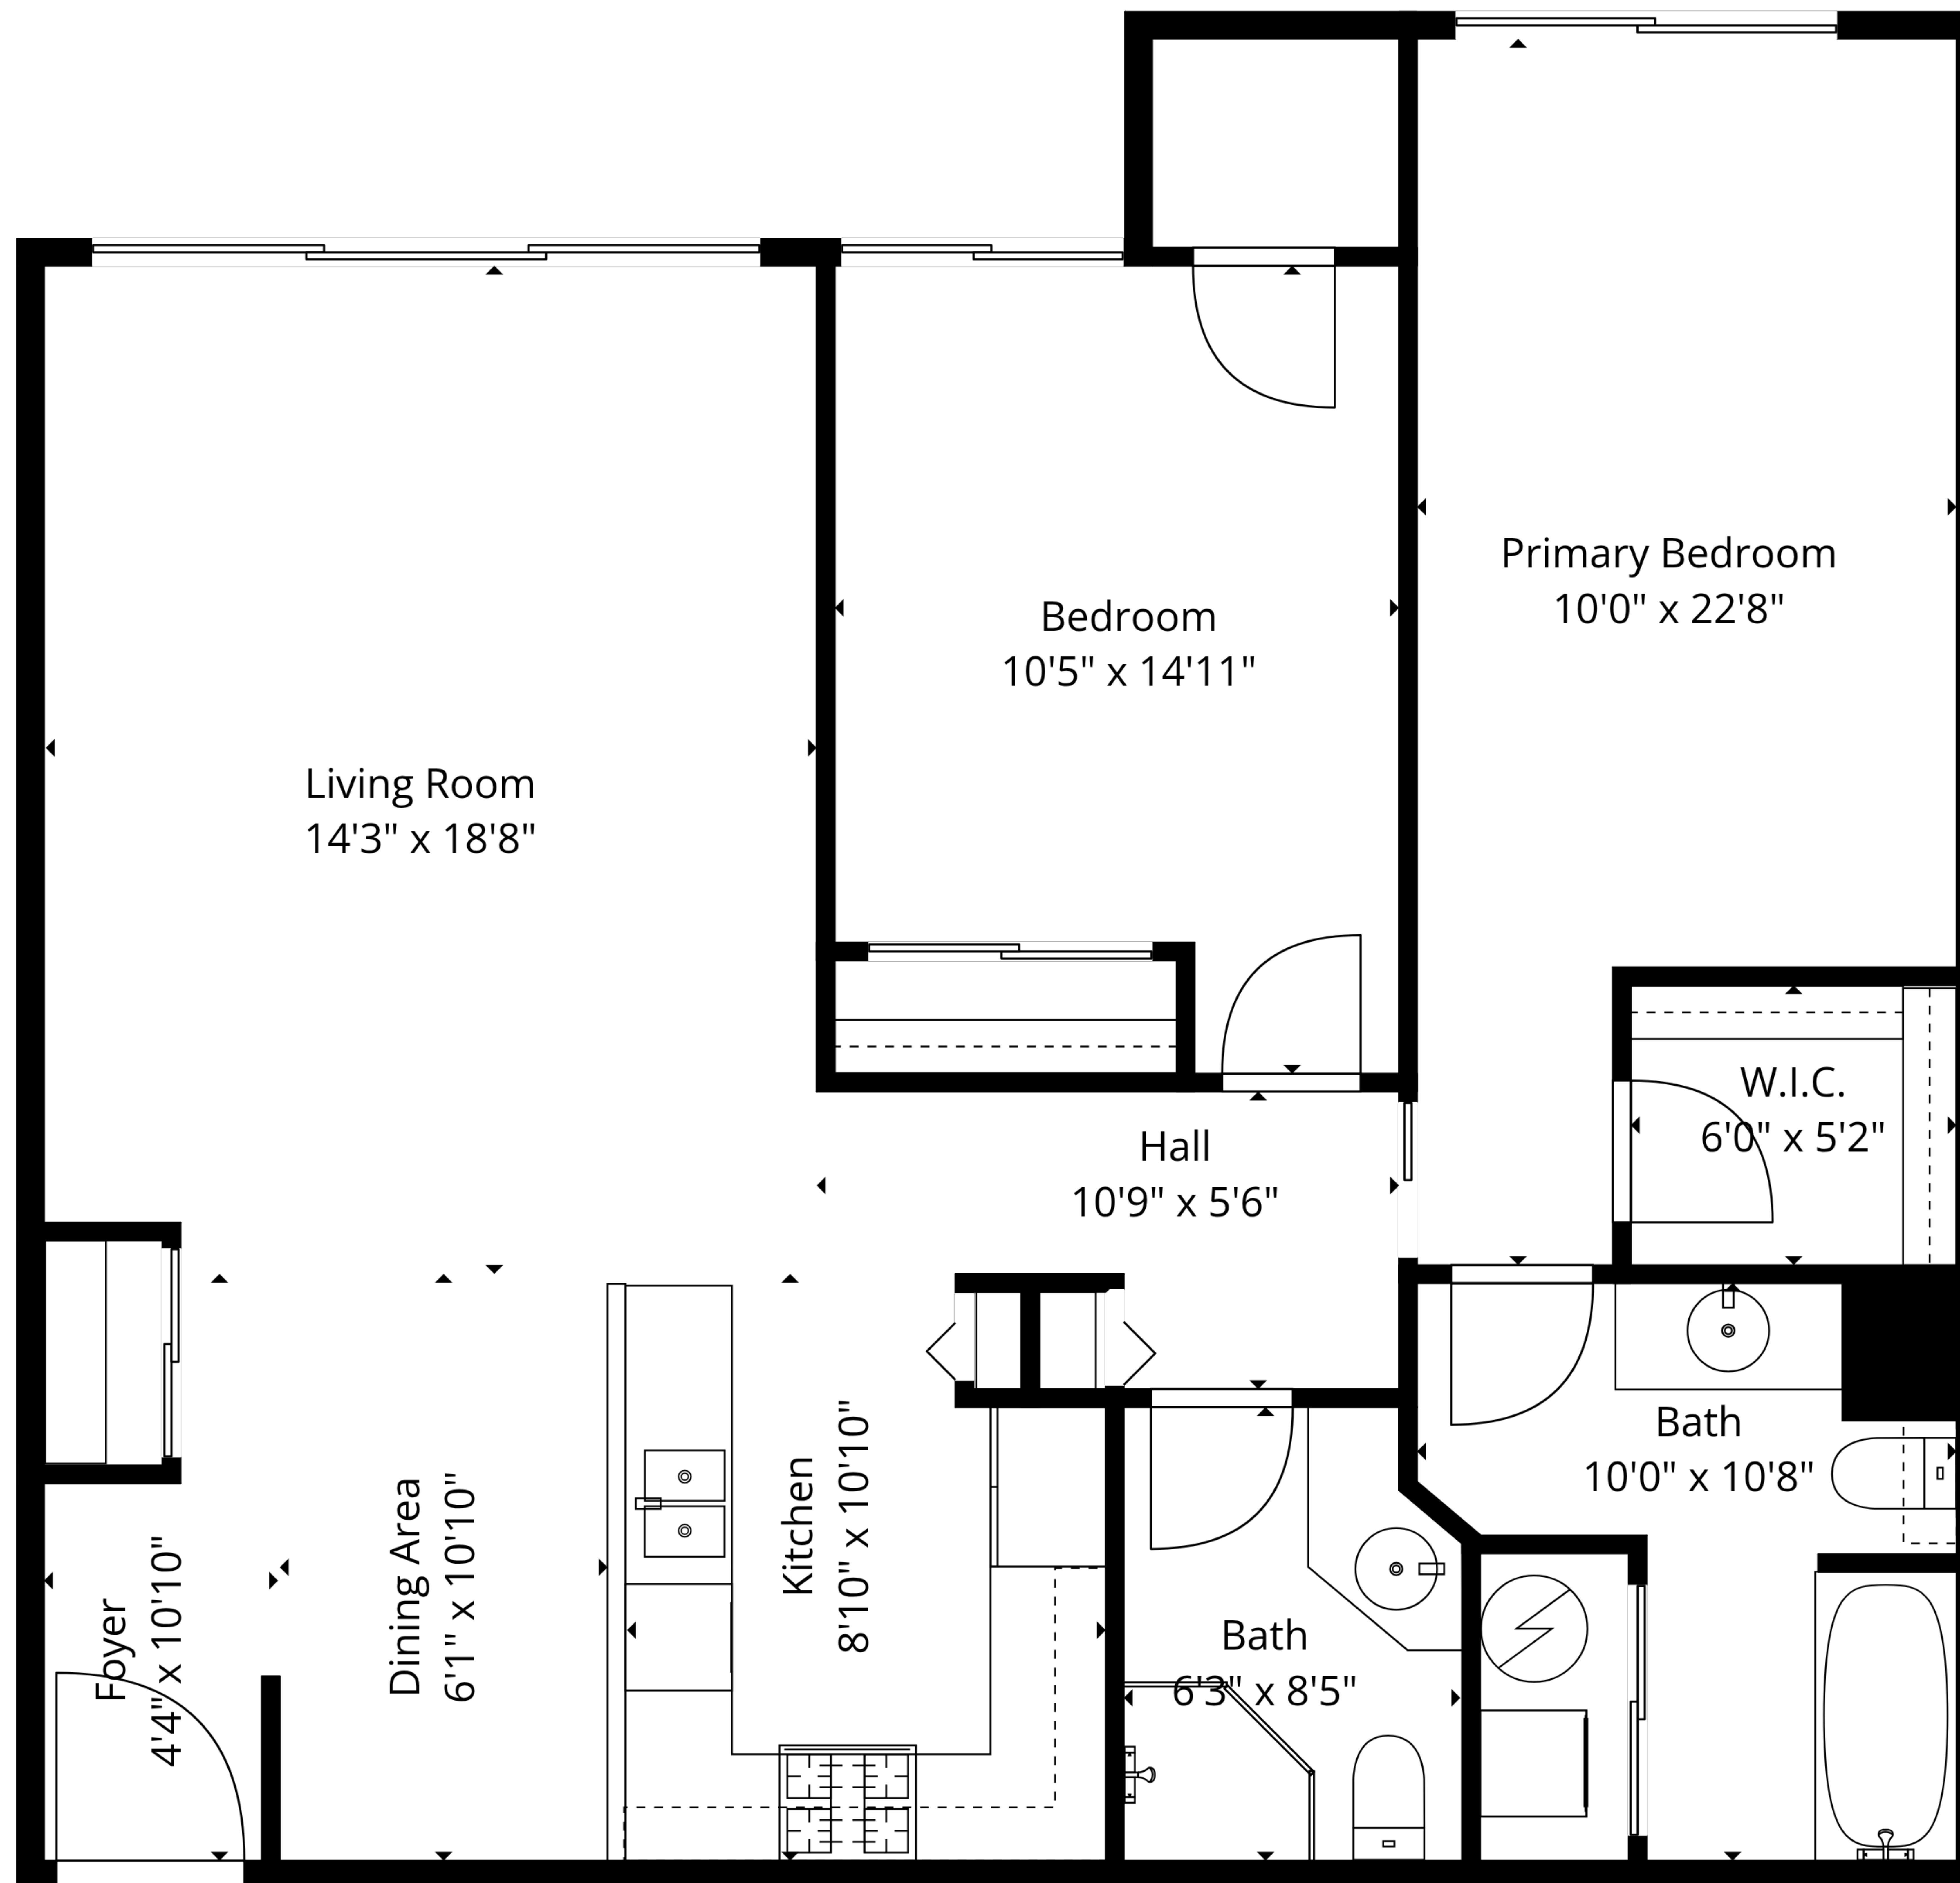 Primary Bedroom
10'0" x 22'8"
Bedroom
10'5" x 14'11"
Living Room
14'3" x 18'8"
W.I.C.
6'0" x 5'2"
Hall
10'9" x 5'6"
Bath
10'0" x 10'8"
Foyer
4'4" x 10'10"
Dining Area
6'1" x 10'10"
Kitchen
8'10" x 10'10"
Bath
6'3" x 8'5"